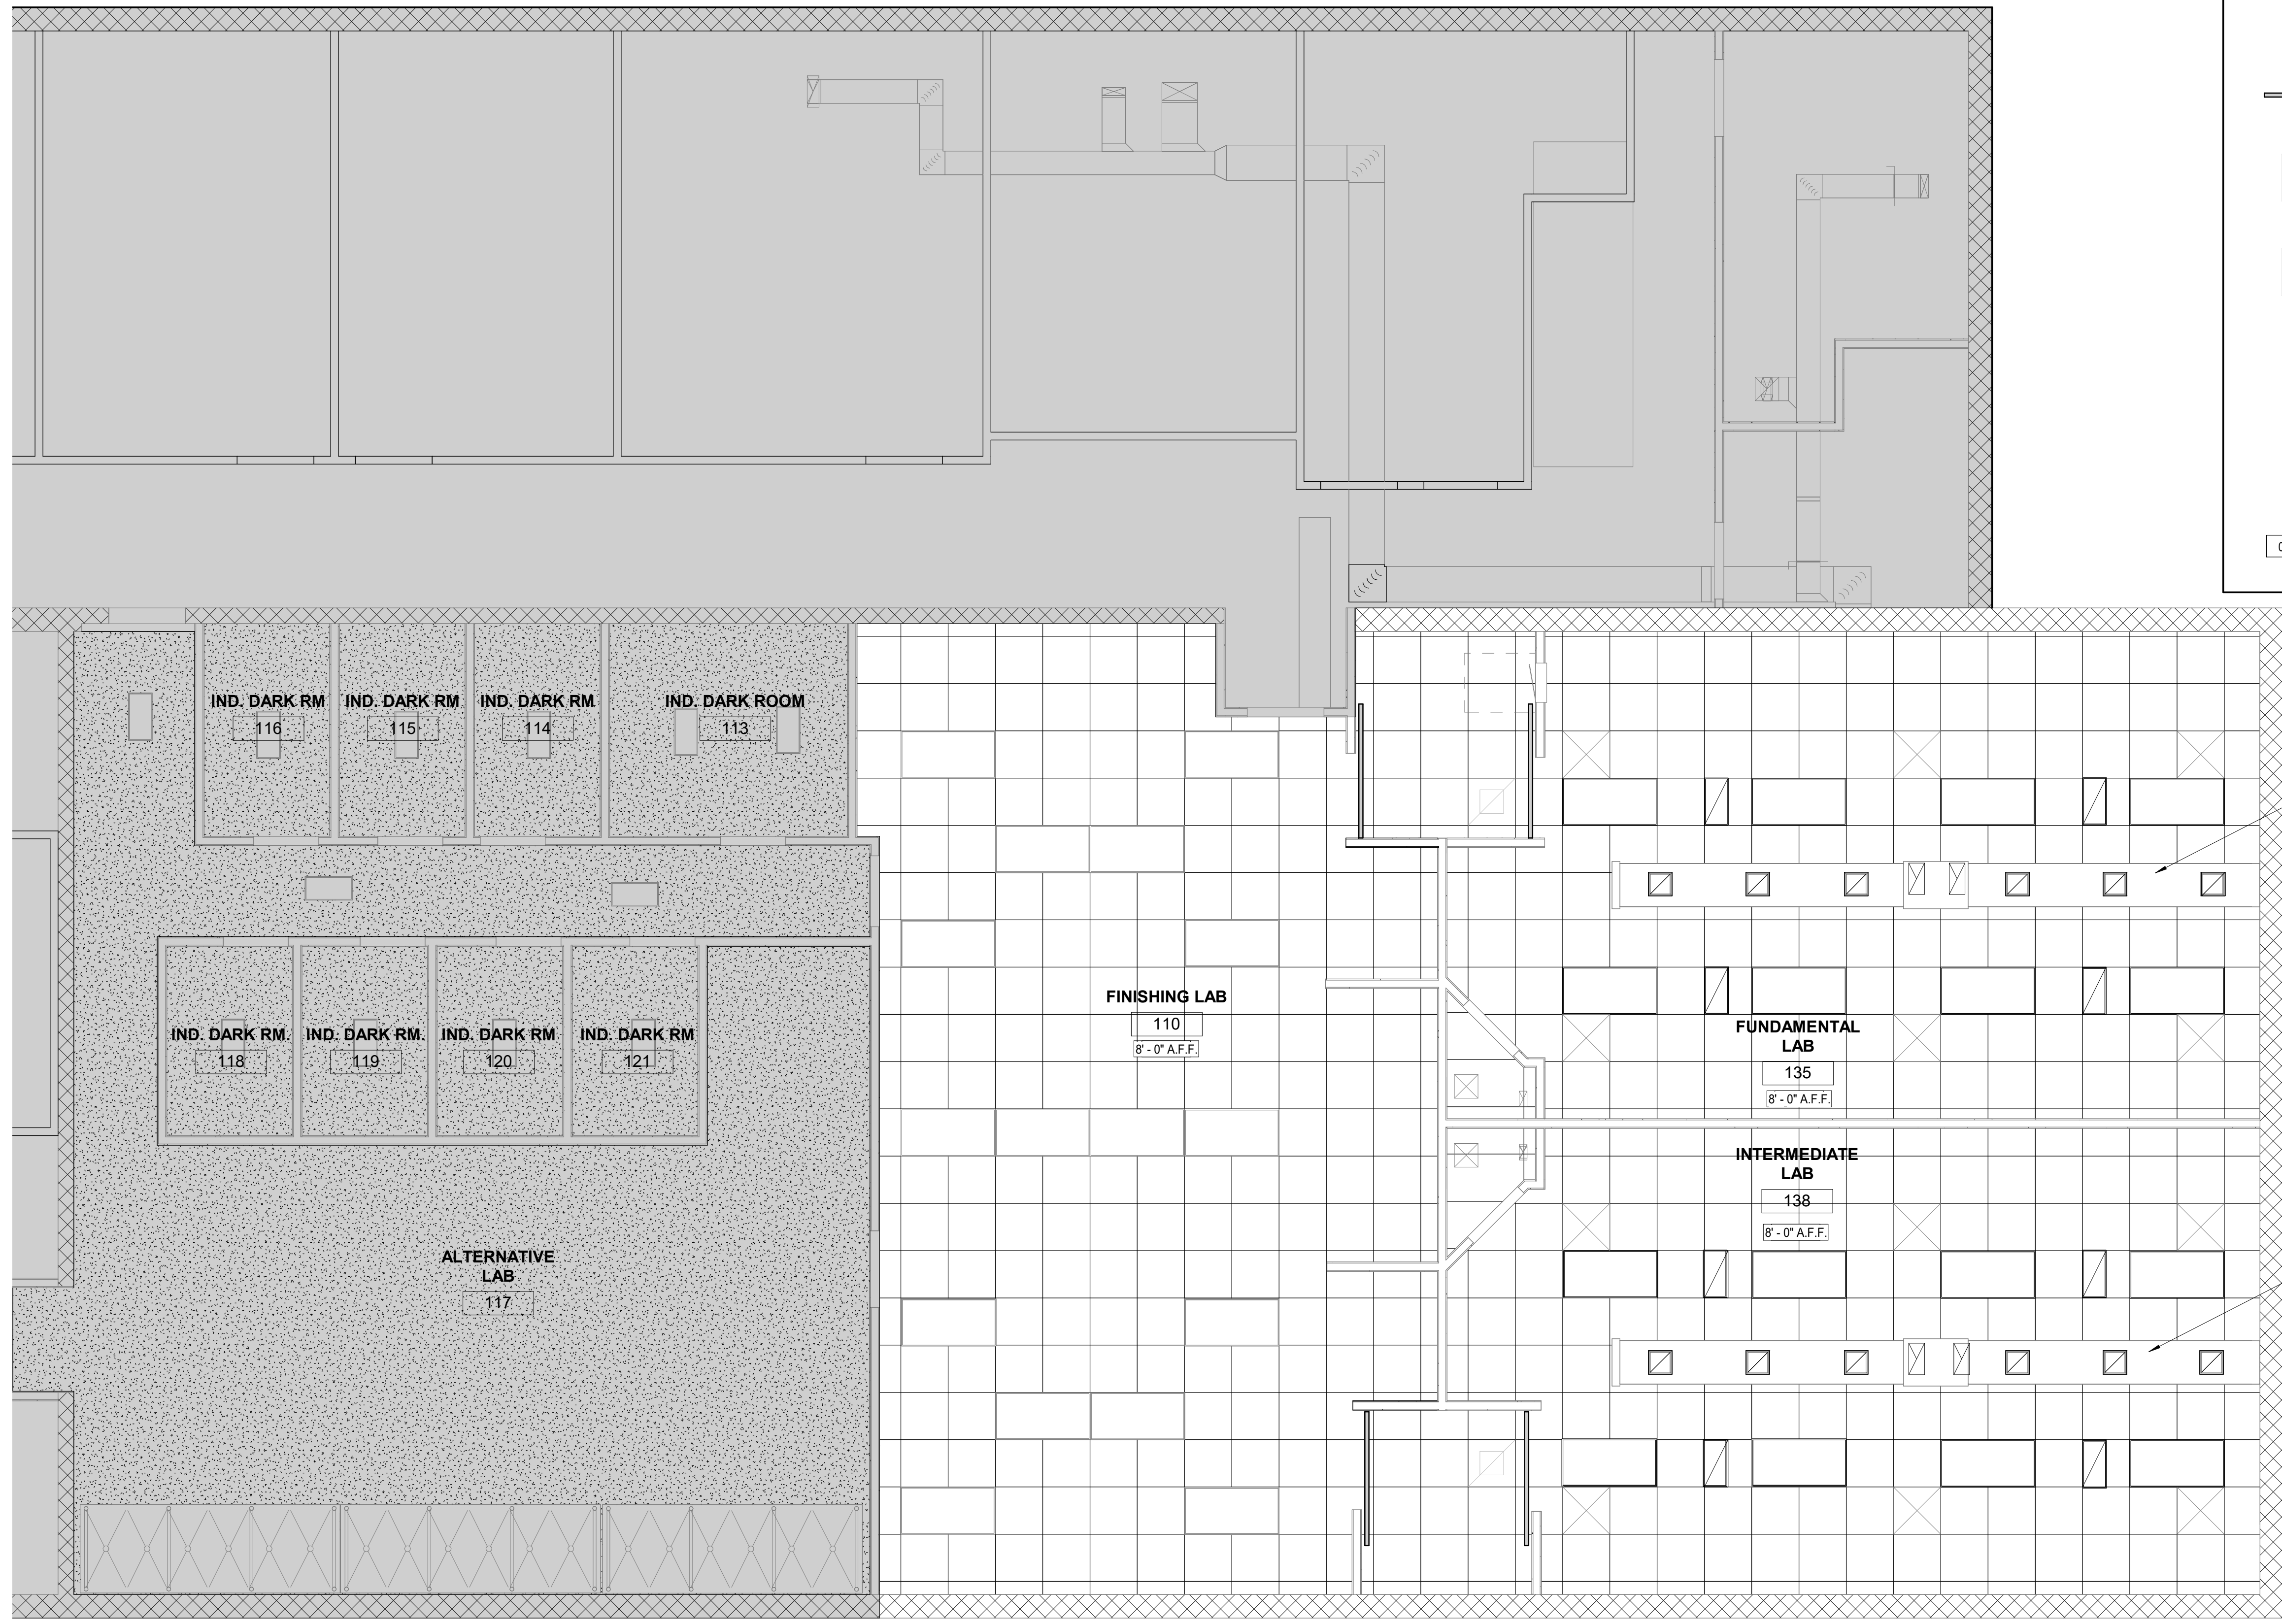 IND. DARK RM
116
IND. DARK RM
115
IND. DARK RM
114
IND. DARK ROOM
113
IND. DARK RM.
118
IND. DARK RM.
119
IND. DARK RM
120
IND. DARK RM
121
FINISHING LAB
110
8' - 0" A.F.F.
FUNDAMENTAL
LAB
135
8' - 0" A.F.F.
INTERMEDIATE
LAB
138
8' - 0" A.F.F.
ALTERNATIVE
LAB
117